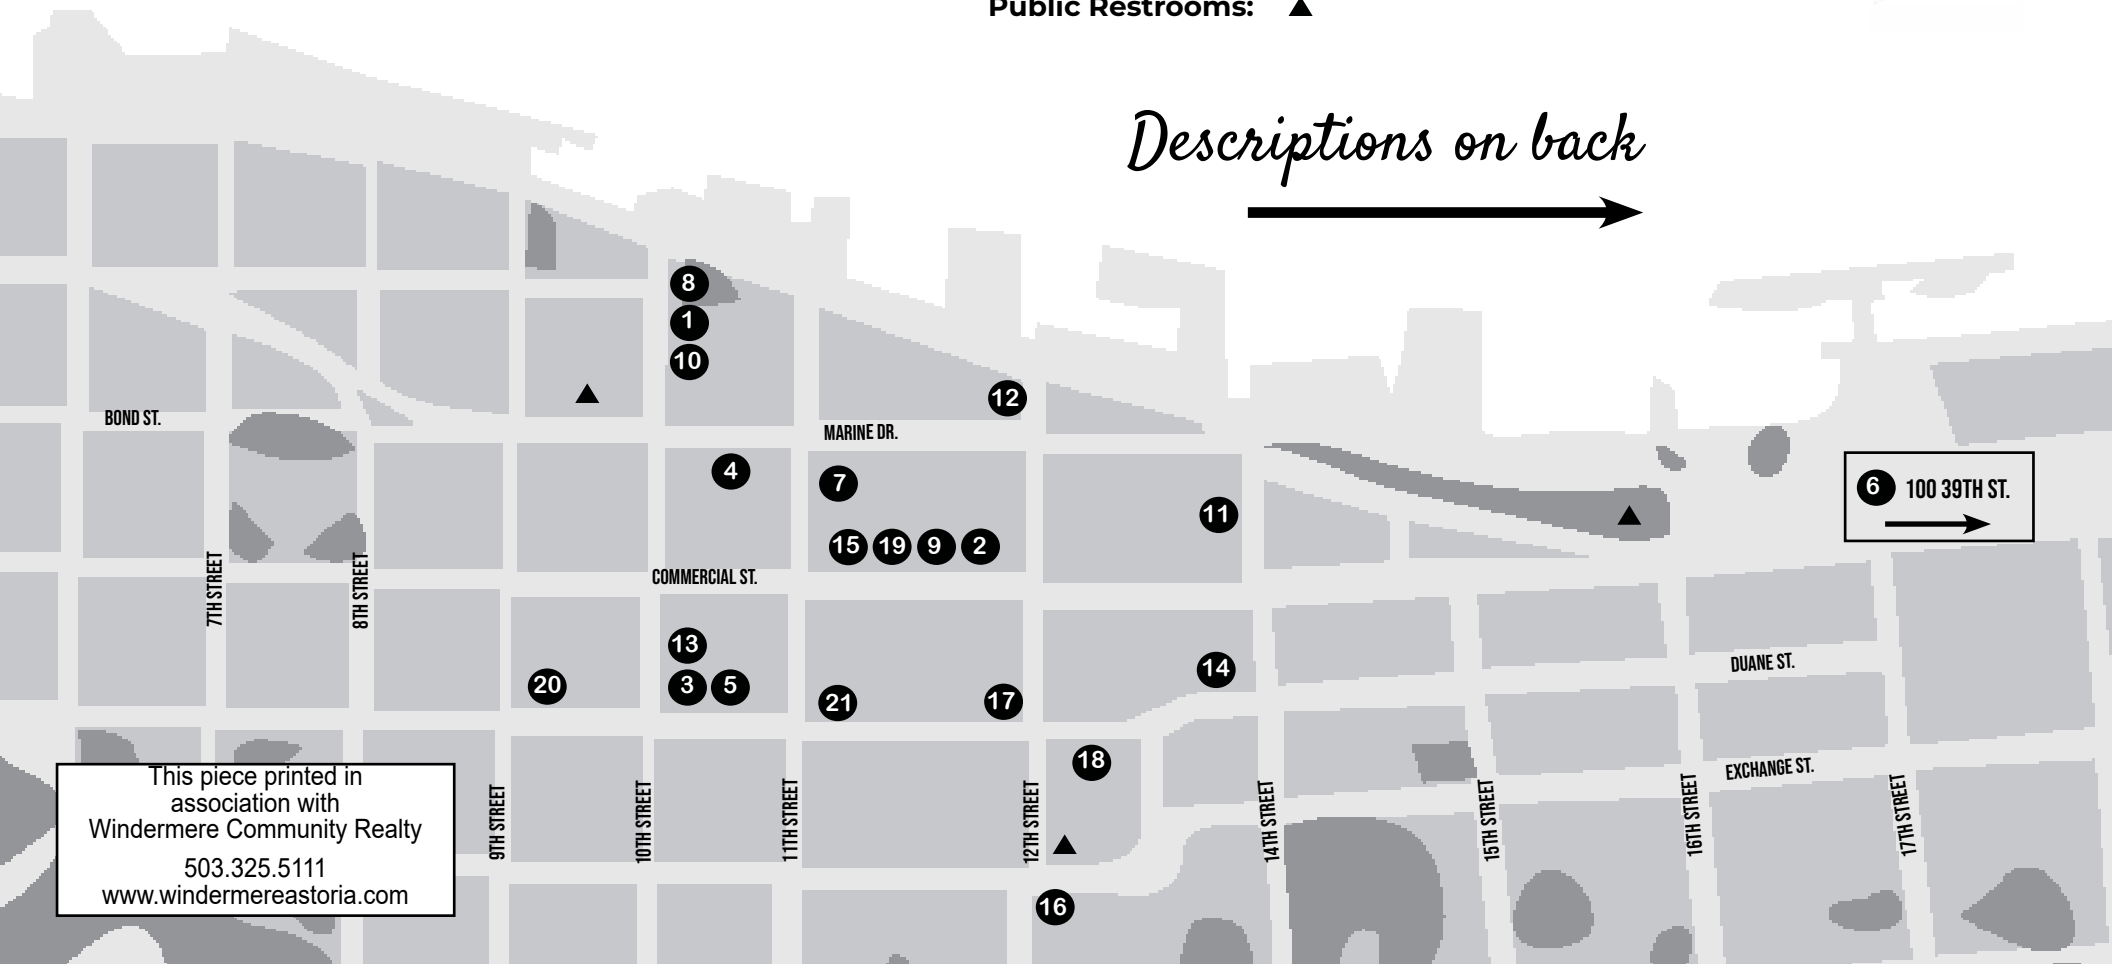 Public Restrooms:
Descriptions on back
8
1
10
12
BOND ST.
MARINE DR.
4
7
11
6 100 39TH ST.
15 19 9 2
COMMERCIAL ST.
7TH STREET
8TH STREET
13
3 5
20
21
17
14
DUANE ST.
18
EXCHANGE ST.
9TH STREET
10TH STREET
11TH STREET
12TH STREET
14TH STREET
15TH STREET
16TH STREET
17TH STREET
16
This piece printed in
association with
Windermere Community Realty
503.325.5111
www.windermereastoria.com